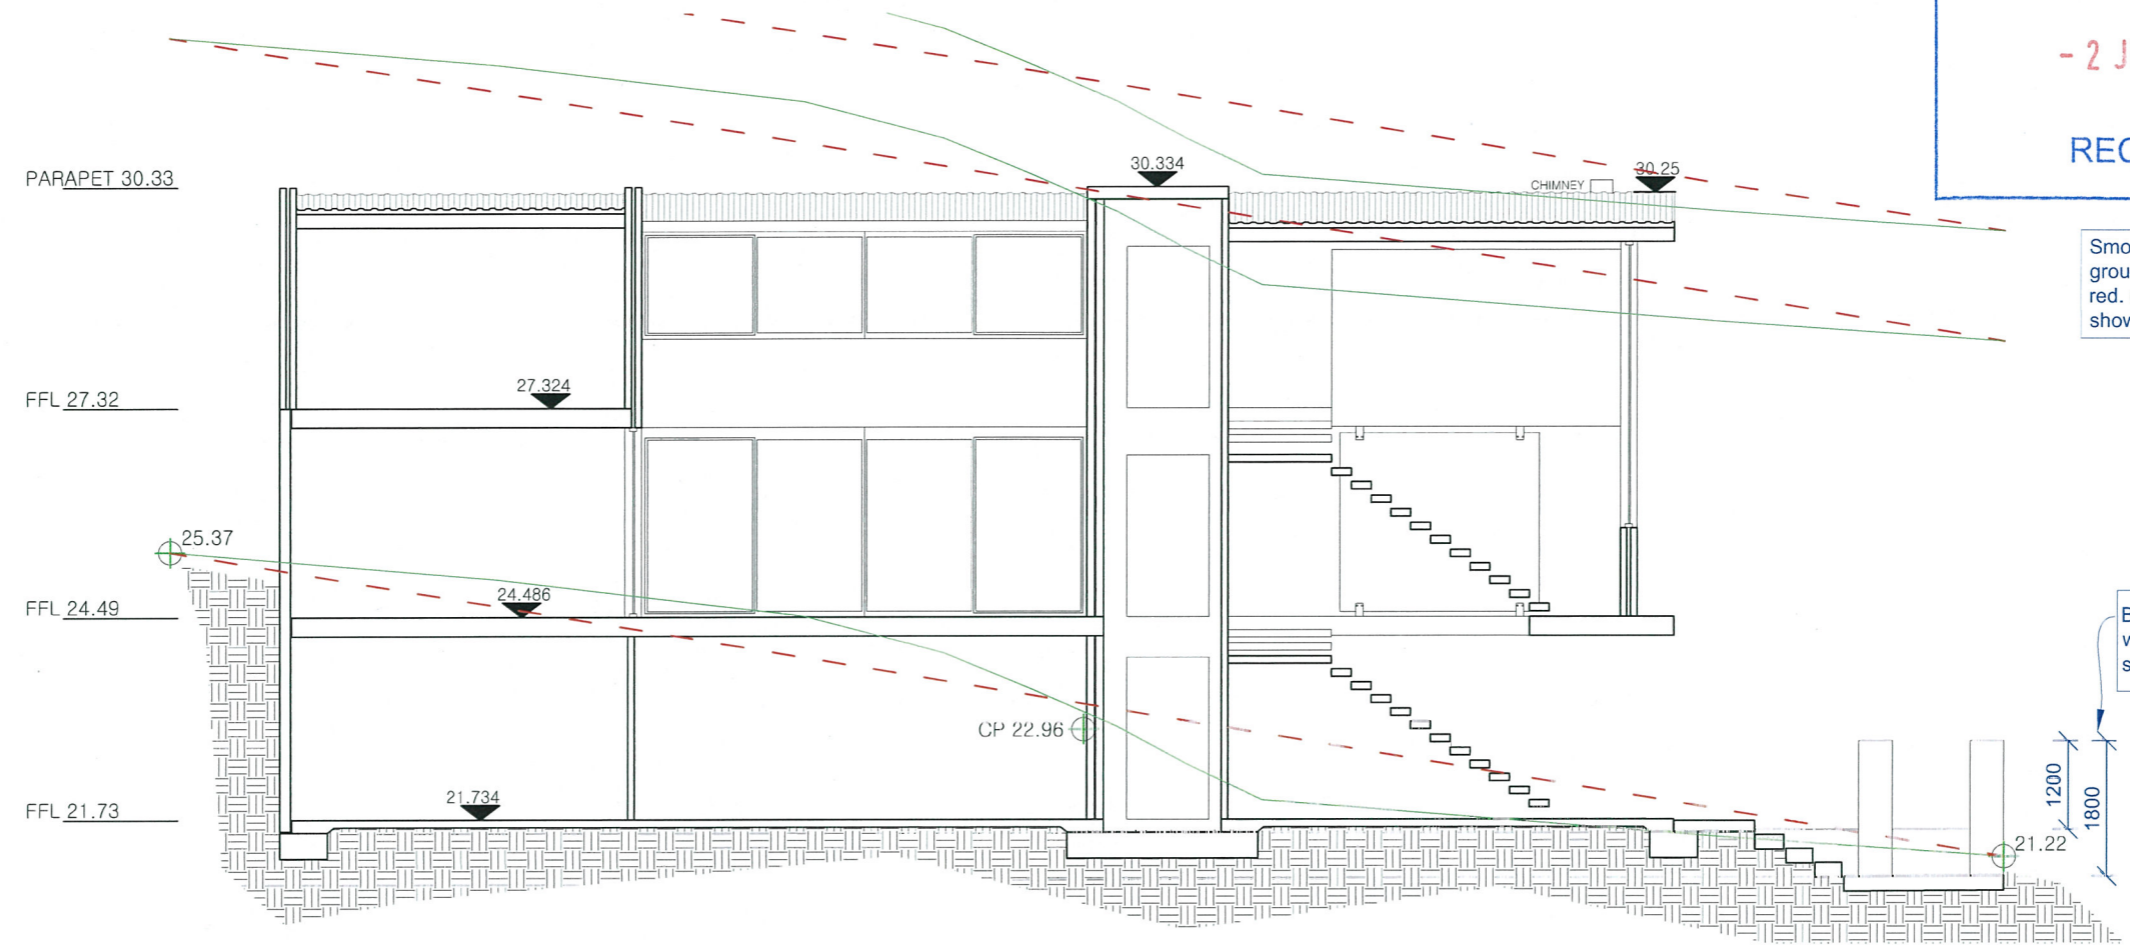 - 2 J
REC
30.334
30.25
CHIMNEY
PARAPET 30.33
Smo
grou
red.
show
FFL 27.32
27.324
25.37
24.486
FFL 24.49
B
w
s
CP 22.96
21.734
FFL 21.73
1200
1800
21.22